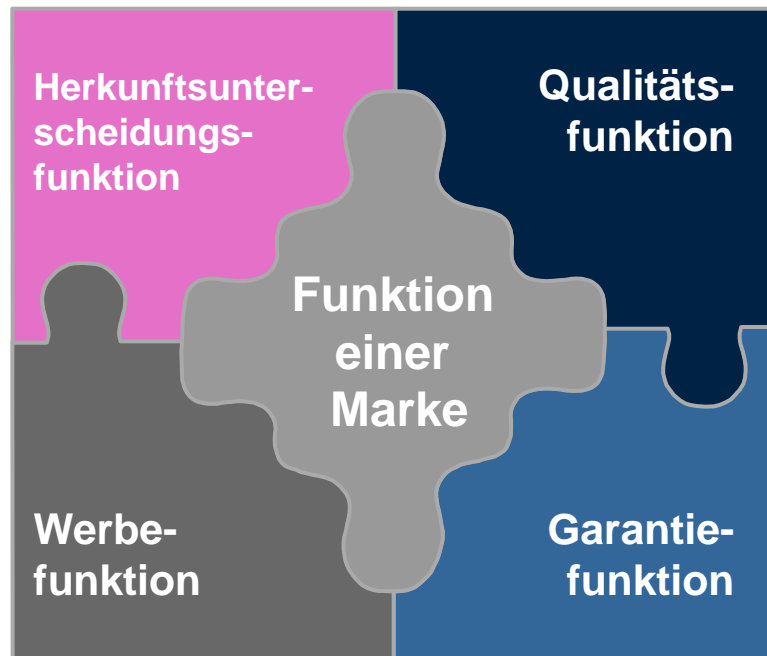 Herkunftsunter-
scheidungs-
funktion
Qualitäts-
funktion
Funktion
einer
Marke
Werbe-
funktion
Garantie-
funktion